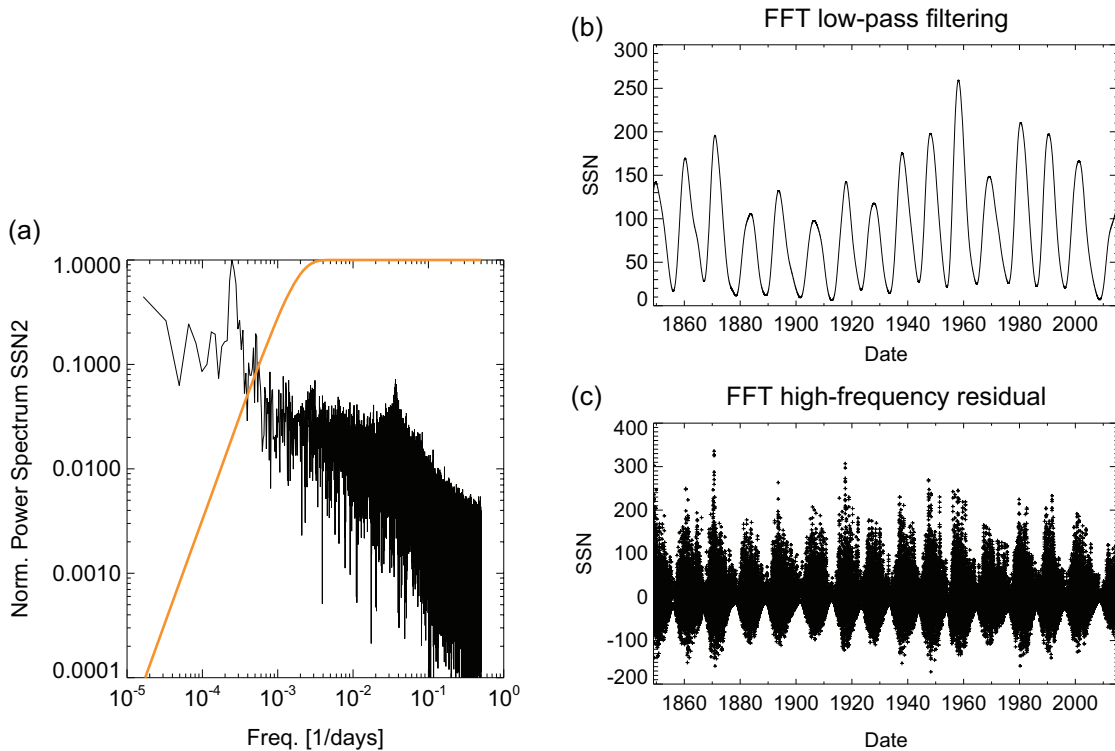 (a)
Norm. Power Spectrum SSN2
1.0000
0.1000
0.0100
0.0010
0.0001
10-5 10-4 10-3 10-2 10-1 100
Freq. [1/days]
(b)
FFT low-pass filtering
SSN
300
250
200
150
100
50
0
1860 1880 1900 1920 1940 1960 1980 2000
Date
(c)
FFT high-frequency residual
SSN
400
300
200
100
0
-100
-200
1860 1880 1900 1920 1940 1960 1980 2000
Date